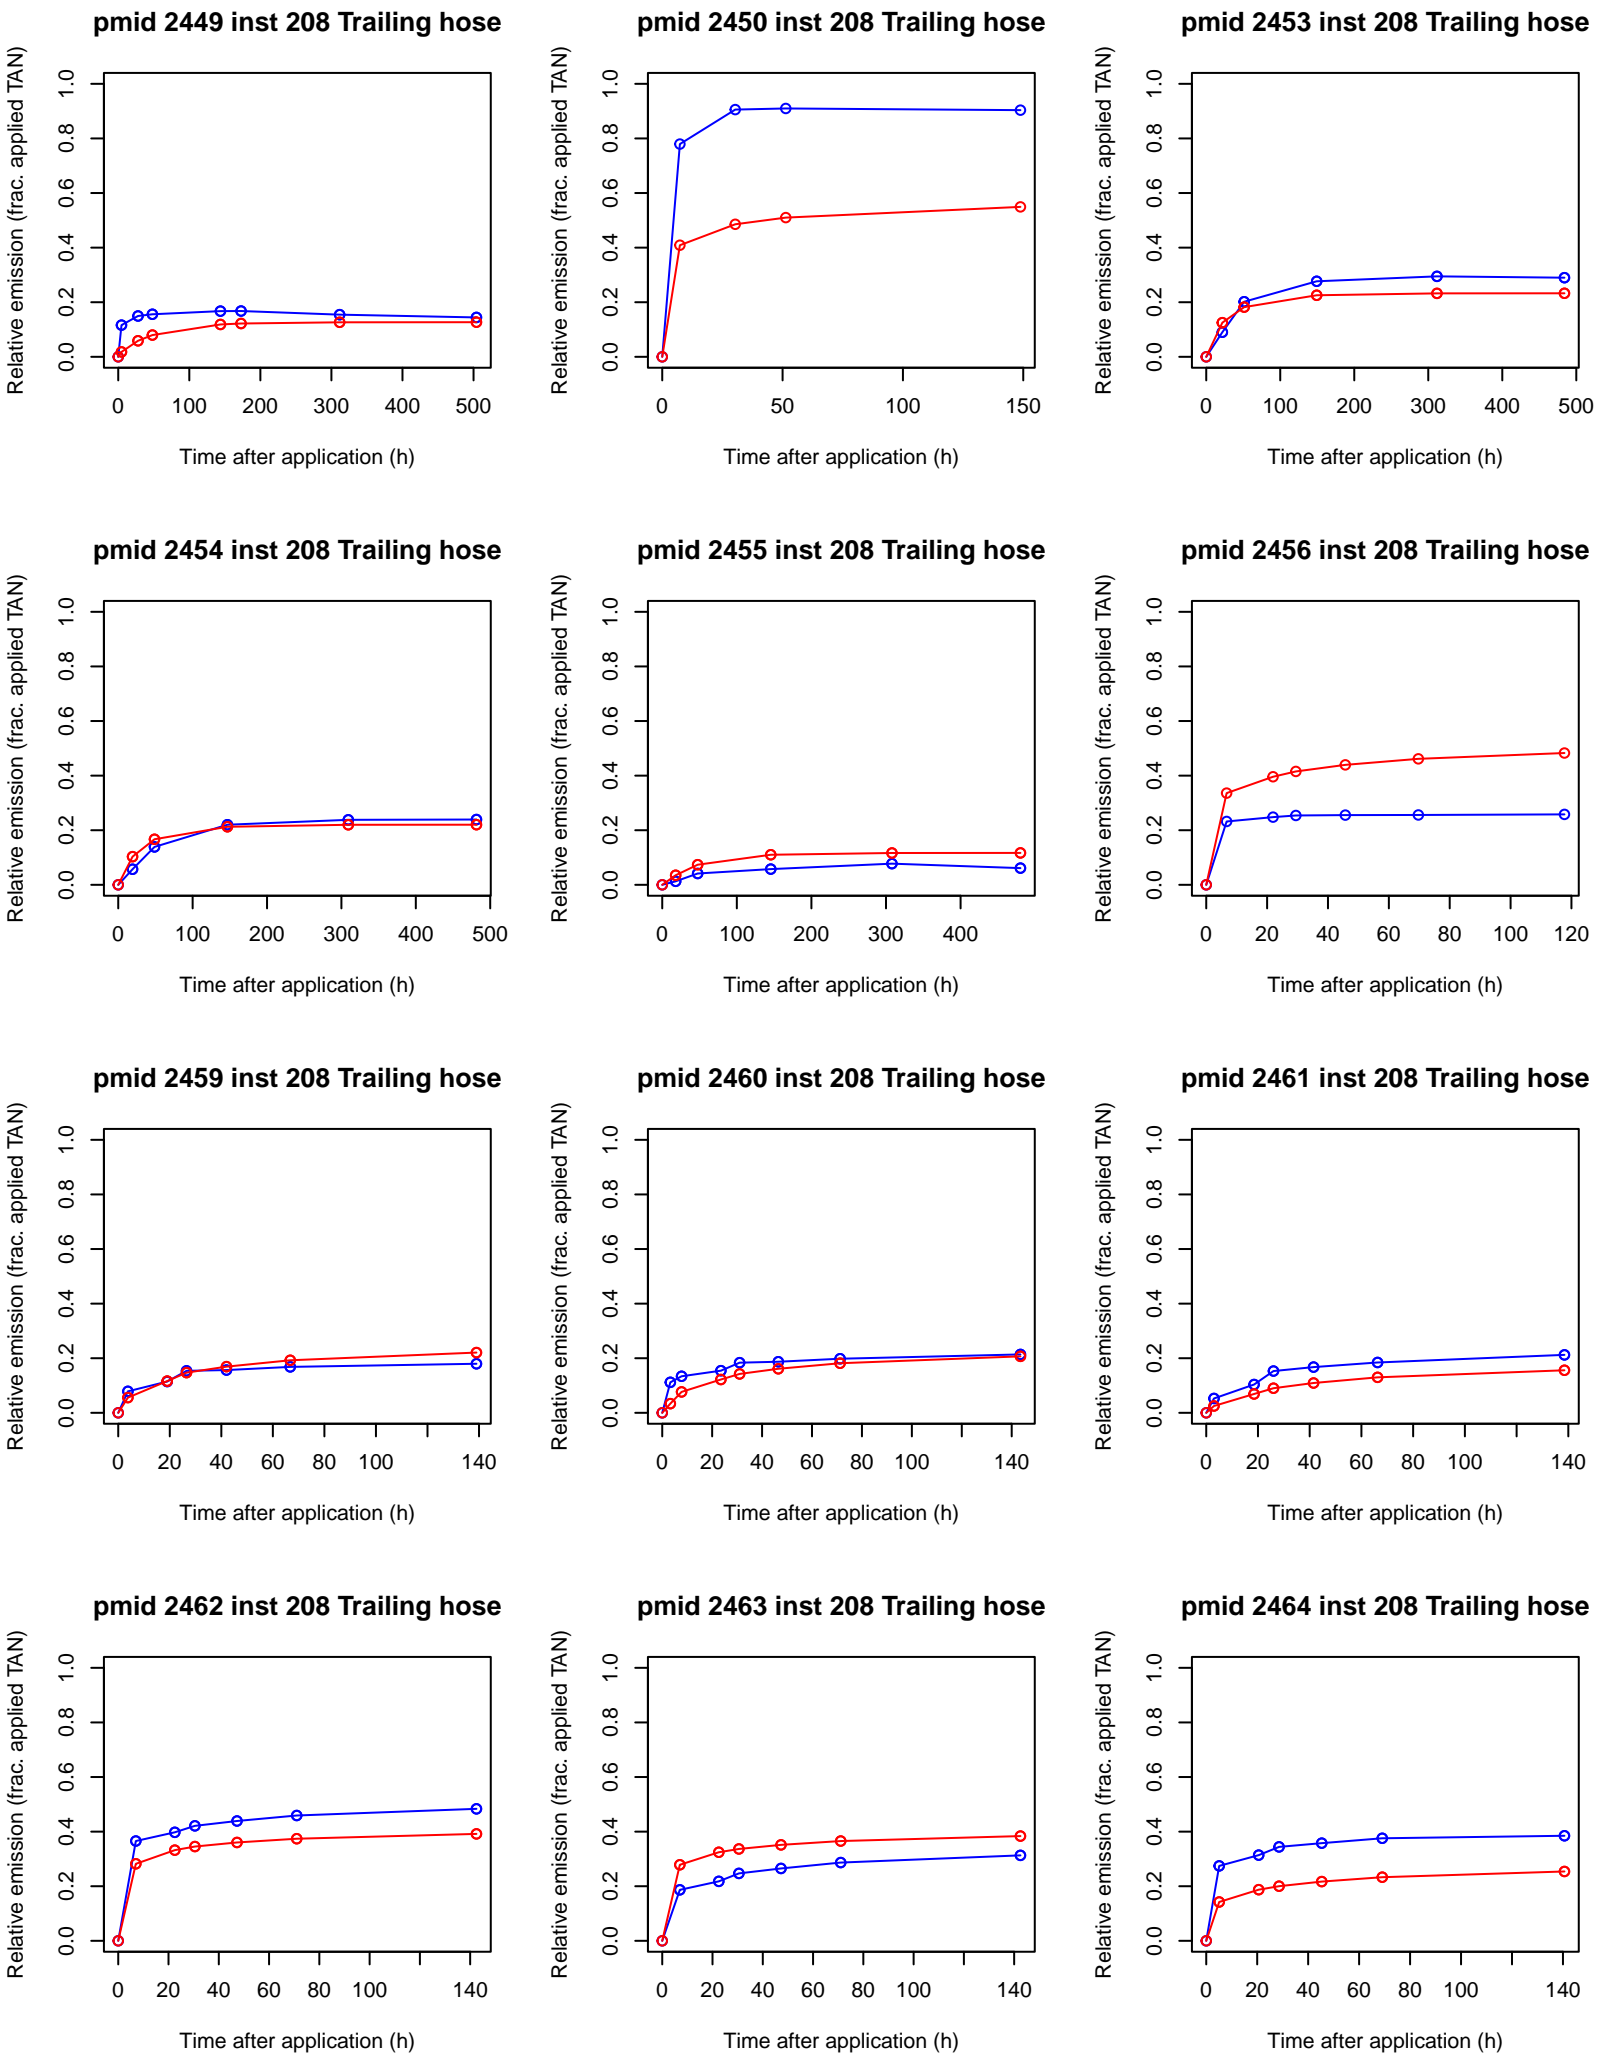 pmid 2449 inst 208 Trailing hose
Relative emission (frac. applied TAN)
0.0 0.2 0.4 0.6 0.8 1.0
0 100 200 300 400 500
Time after application (h)
pmid 2450 inst 208 Trailing hose
Relative emission (frac. applied TAN)
0.0 0.2 0.4 0.6 0.8 1.0
0 50 100 150
Time after application (h)
pmid 2453 inst 208 Trailing hose
Relative emission (frac. applied TAN)
0.0 0.2 0.4 0.6 0.8 1.0
0 100 200 300 400 500
Time after application (h)
pmid 2454 inst 208 Trailing hose
Relative emission (frac. applied TAN)
0.0 0.2 0.4 0.6 0.8 1.0
0 100 200 300 400 500
Time after application (h)
pmid 2455 inst 208 Trailing hose
Relative emission (frac. applied TAN)
0.0 0.2 0.4 0.6 0.8 1.0
0 100 200 300 400
Time after application (h)
pmid 2456 inst 208 Trailing hose
Relative emission (frac. applied TAN)
0.0 0.2 0.4 0.6 0.8 1.0
0 20 40 60 80 100 120
Time after application (h)
pmid 2459 inst 208 Trailing hose
Relative emission (frac. applied TAN)
0.0 0.2 0.4 0.6 0.8 1.0
0 20 40 60 80 100 140
Time after application (h)
pmid 2460 inst 208 Trailing hose
Relative emission (frac. applied TAN)
0.0 0.2 0.4 0.6 0.8 1.0
0 20 40 60 80 100 140
Time after application (h)
pmid 2461 inst 208 Trailing hose
Relative emission (frac. applied TAN)
0.0 0.2 0.4 0.6 0.8 1.0
0 20 40 60 80 100 140
Time after application (h)
pmid 2462 inst 208 Trailing hose
Relative emission (frac. applied TAN)
0.0 0.2 0.4 0.6 0.8 1.0
0 20 40 60 80 100 140
Time after application (h)
pmid 2463 inst 208 Trailing hose
Relative emission (frac. applied TAN)
0.0 0.2 0.4 0.6 0.8 1.0
0 20 40 60 80 100 140
Time after application (h)
pmid 2464 inst 208 Trailing hose
Relative emission (frac. applied TAN)
0.0 0.2 0.4 0.6 0.8 1.0
0 20 40 60 80 100 140
Time after application (h)